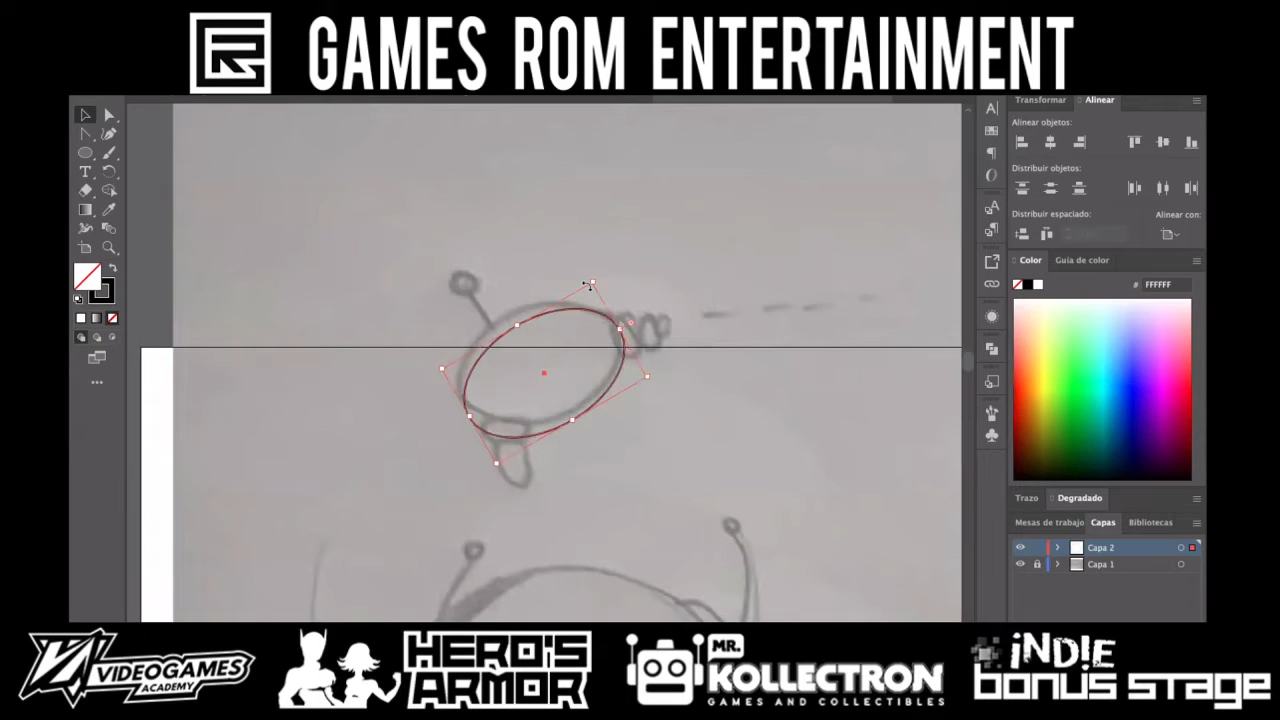 GAMES ROM ENTERTAINMENT
Transformar
Alinear
Alinear objetos:
Distribuir objetos:
Distribuir espaciado:
Alinear con:
Color
Guía de color
# FFFFFF
Trazo
Degradado
Mesas de trabajo
Capas
Bibliotecas
Capa 2
Capa 1
VIDEOGAMES
ACADEMY
HERO'S
ARMOR
MR.
KOLLECTRON
GAMES AND COLLECTIBLES
INDIE
BONUS STAGE